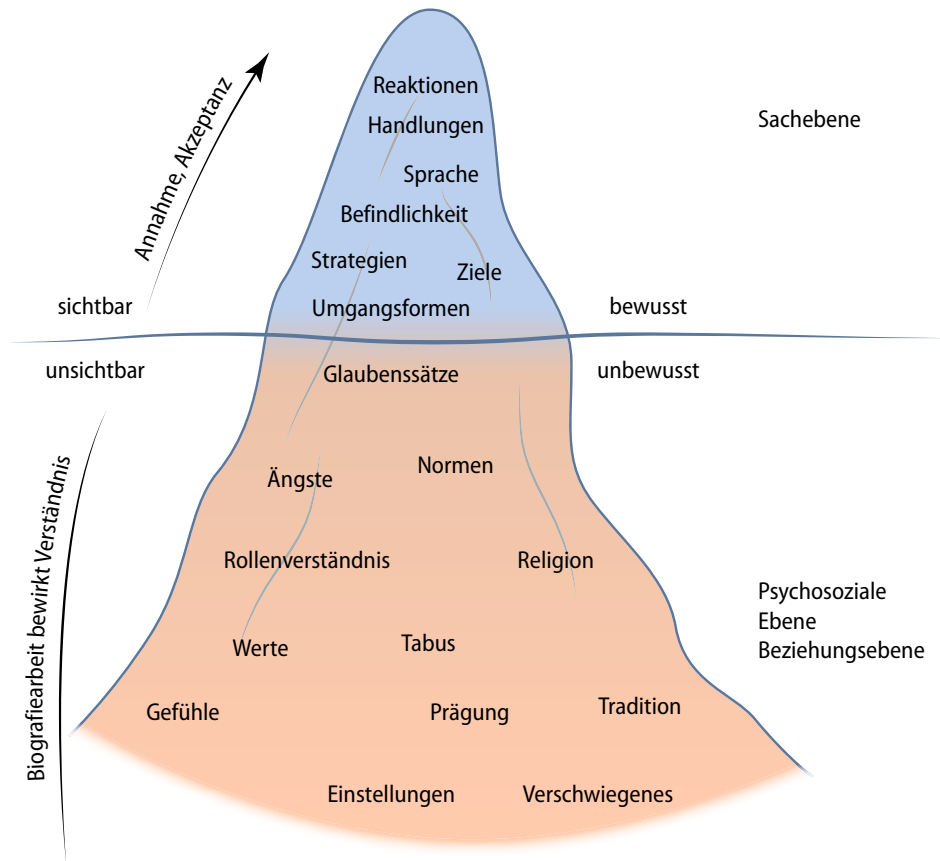 Annahme, Akzeptanz
Reaktionen
Handlungen
Sachebene
Sprache
Befindlichkeit
Strategien
Ziele
sichtbar
Umgangsformen
bewusst
unsichtbar
Glaubenssätze
unbewusst
Biografiearbeit bewirkt Verständnis
Ängste
Normen
Rollenverständnis
Religion
Psychosoziale
Ebene
Beziehungsebene
Werte
Tabus
Gefühle
Prägung
Tradition
Einstellungen
Verschwiegenes